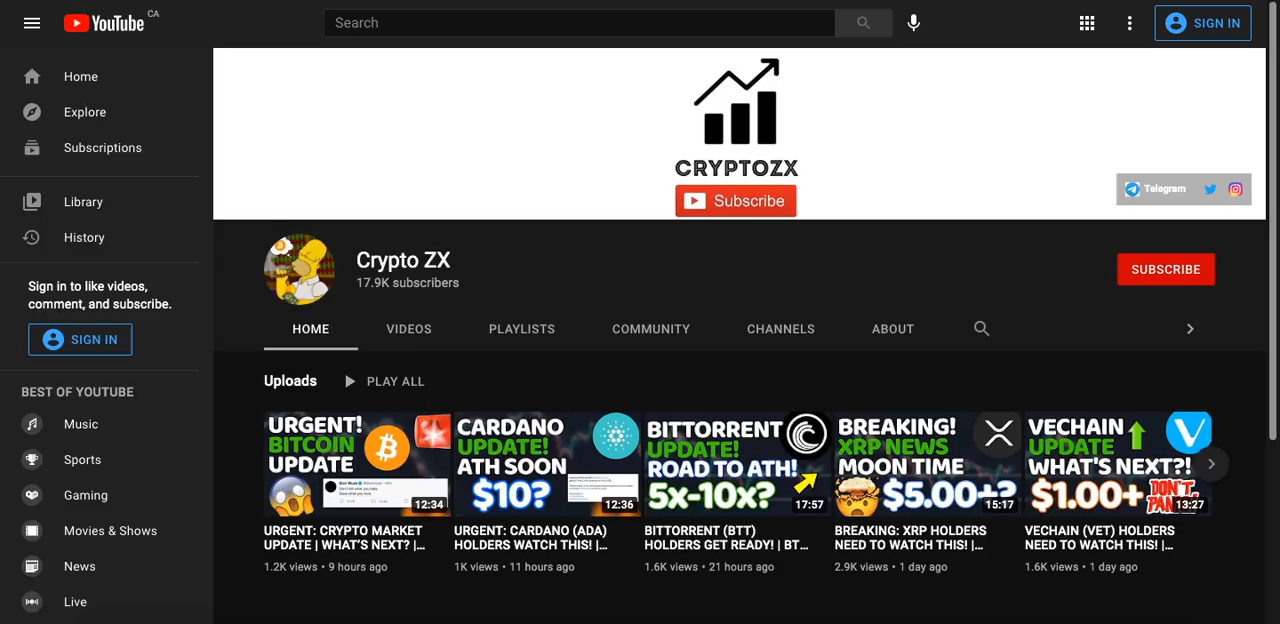 YouTube CA
Search
SIGN IN
Home
Explore
Subscriptions
Library
History
Sign in to like videos,
comment, and subscribe.
SIGN IN
BEST OF YOUTUBE
Music
Sports
Gaming
Movies & Shows
News
Live
CRYPTOZX
Subscribe
Telegram
Crypto ZX
17.9K subscribers
SUBSCRIBE
HOME VIDEOS PLAYLISTS COMMUNITY CHANNELS ABOUT
Uploads PLAY ALL
URGENT!
BITCOIN
UPDATE
12:34
URGENT: CRYPTO MARKET
UPDATE | WHAT'S NEXT? |...
1.2K views • 9 hours ago
CARDANO
UPDATE!
ATH SOON
$10?
12:36
URGENT: CARDANO (ADA)
HOLDERS WATCH THIS! |...
1K views • 11 hours ago
BITTORRENT
UPDATE!
ROAD TO ATH!
5x-10x?
17:57
BITTORRENT (BTT)
HOLDERS GET READY! | BT...
1.6K views • 21 hours ago
BREAKING!
XRP NEWS
MOON TIME
$5.00+?
15:17
BREAKING: XRP HOLDERS
NEED TO WATCH THIS! |...
2.9K views • 1 day ago
VECHAIN
UPDATE
WHAT'S NEXT?!
$1.00+
DON'T
13:27
VECHAIN (VET) HOLDERS
NEED TO WATCH THIS! |...
1.6K views • 1 day ago